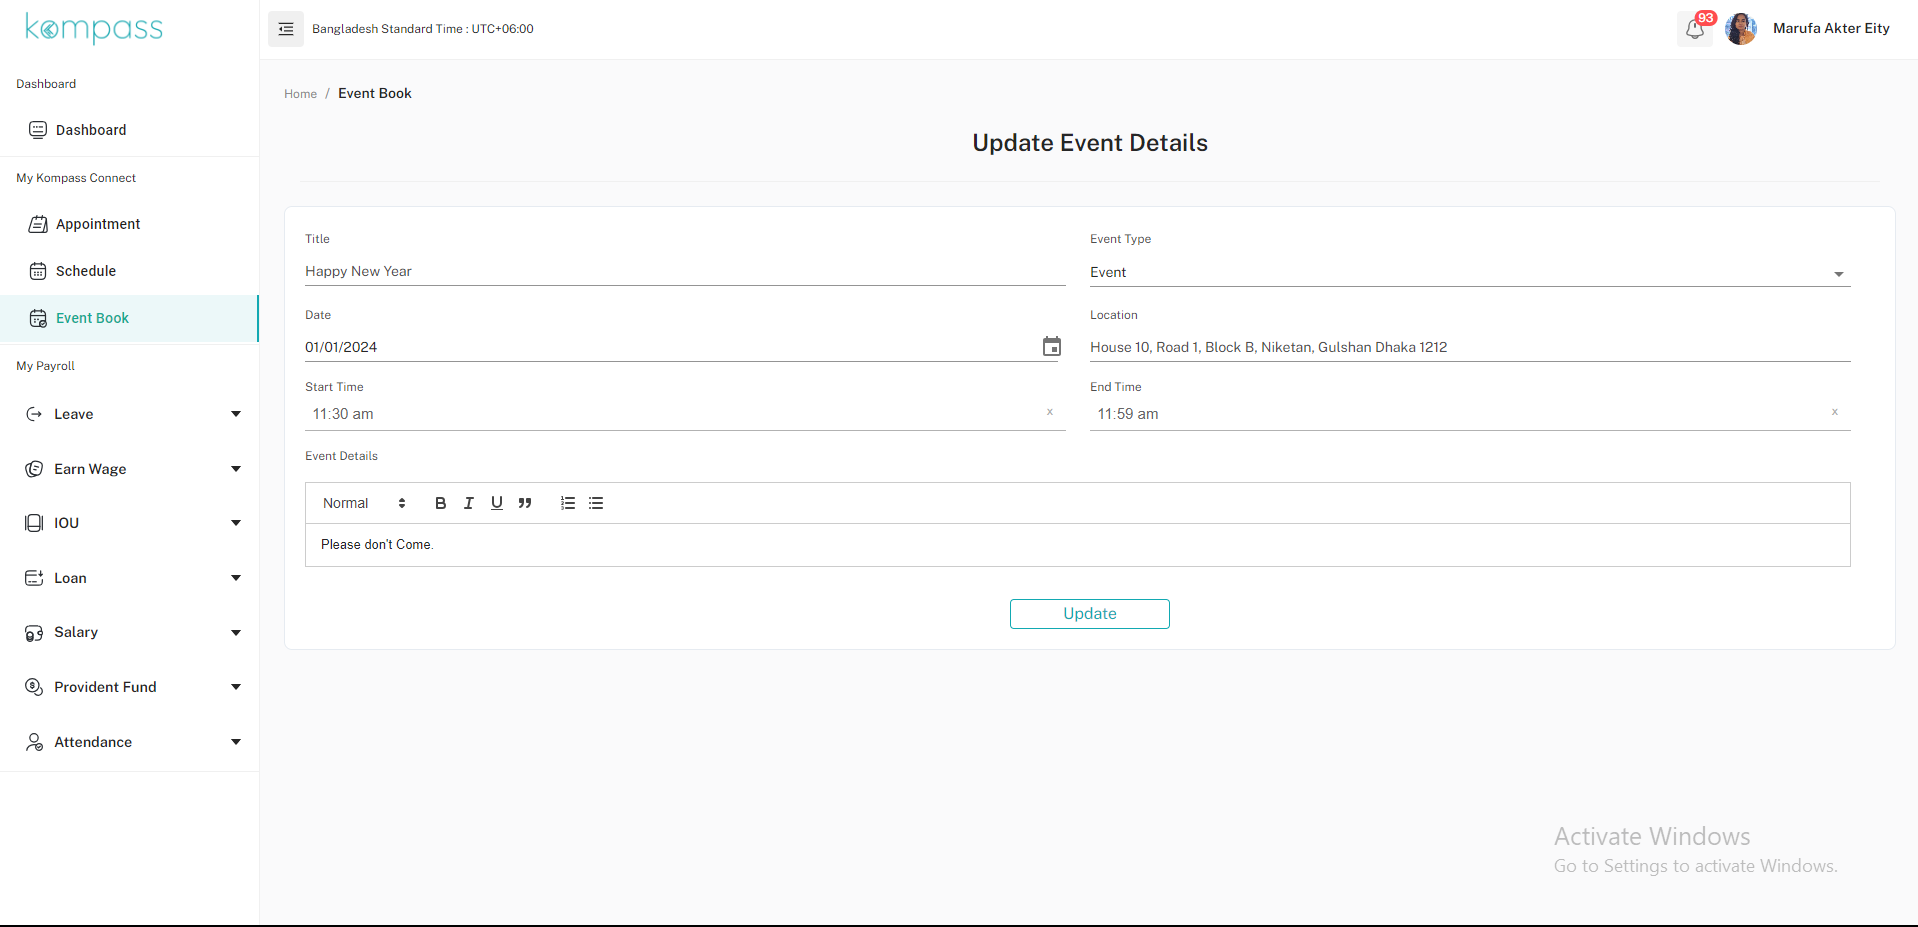 kompass
Bangladesh Standard Time : UTC+06:00
93
Marufa Akter Eity
Dashboard
Dashboard
My Kompass Connect
Appointment
Schedule
Event Book
My Payroll
Leave
Earn Wage
IOU
Loan
Salary
Provident Fund
Attendance
Home / Event Book
Update Event Details
Title
Happy New Year
Event Type
Event
Date
01/01/2024
Location
House 10, Road 1, Block B, Niketan, Gulshan Dhaka 1212
Start Time
11:30 am x
End Time
11:59 am x
Event Details
Normal B I U
Please don't Come.
Update
Activate Windows
Go to Settings to activate Windows.